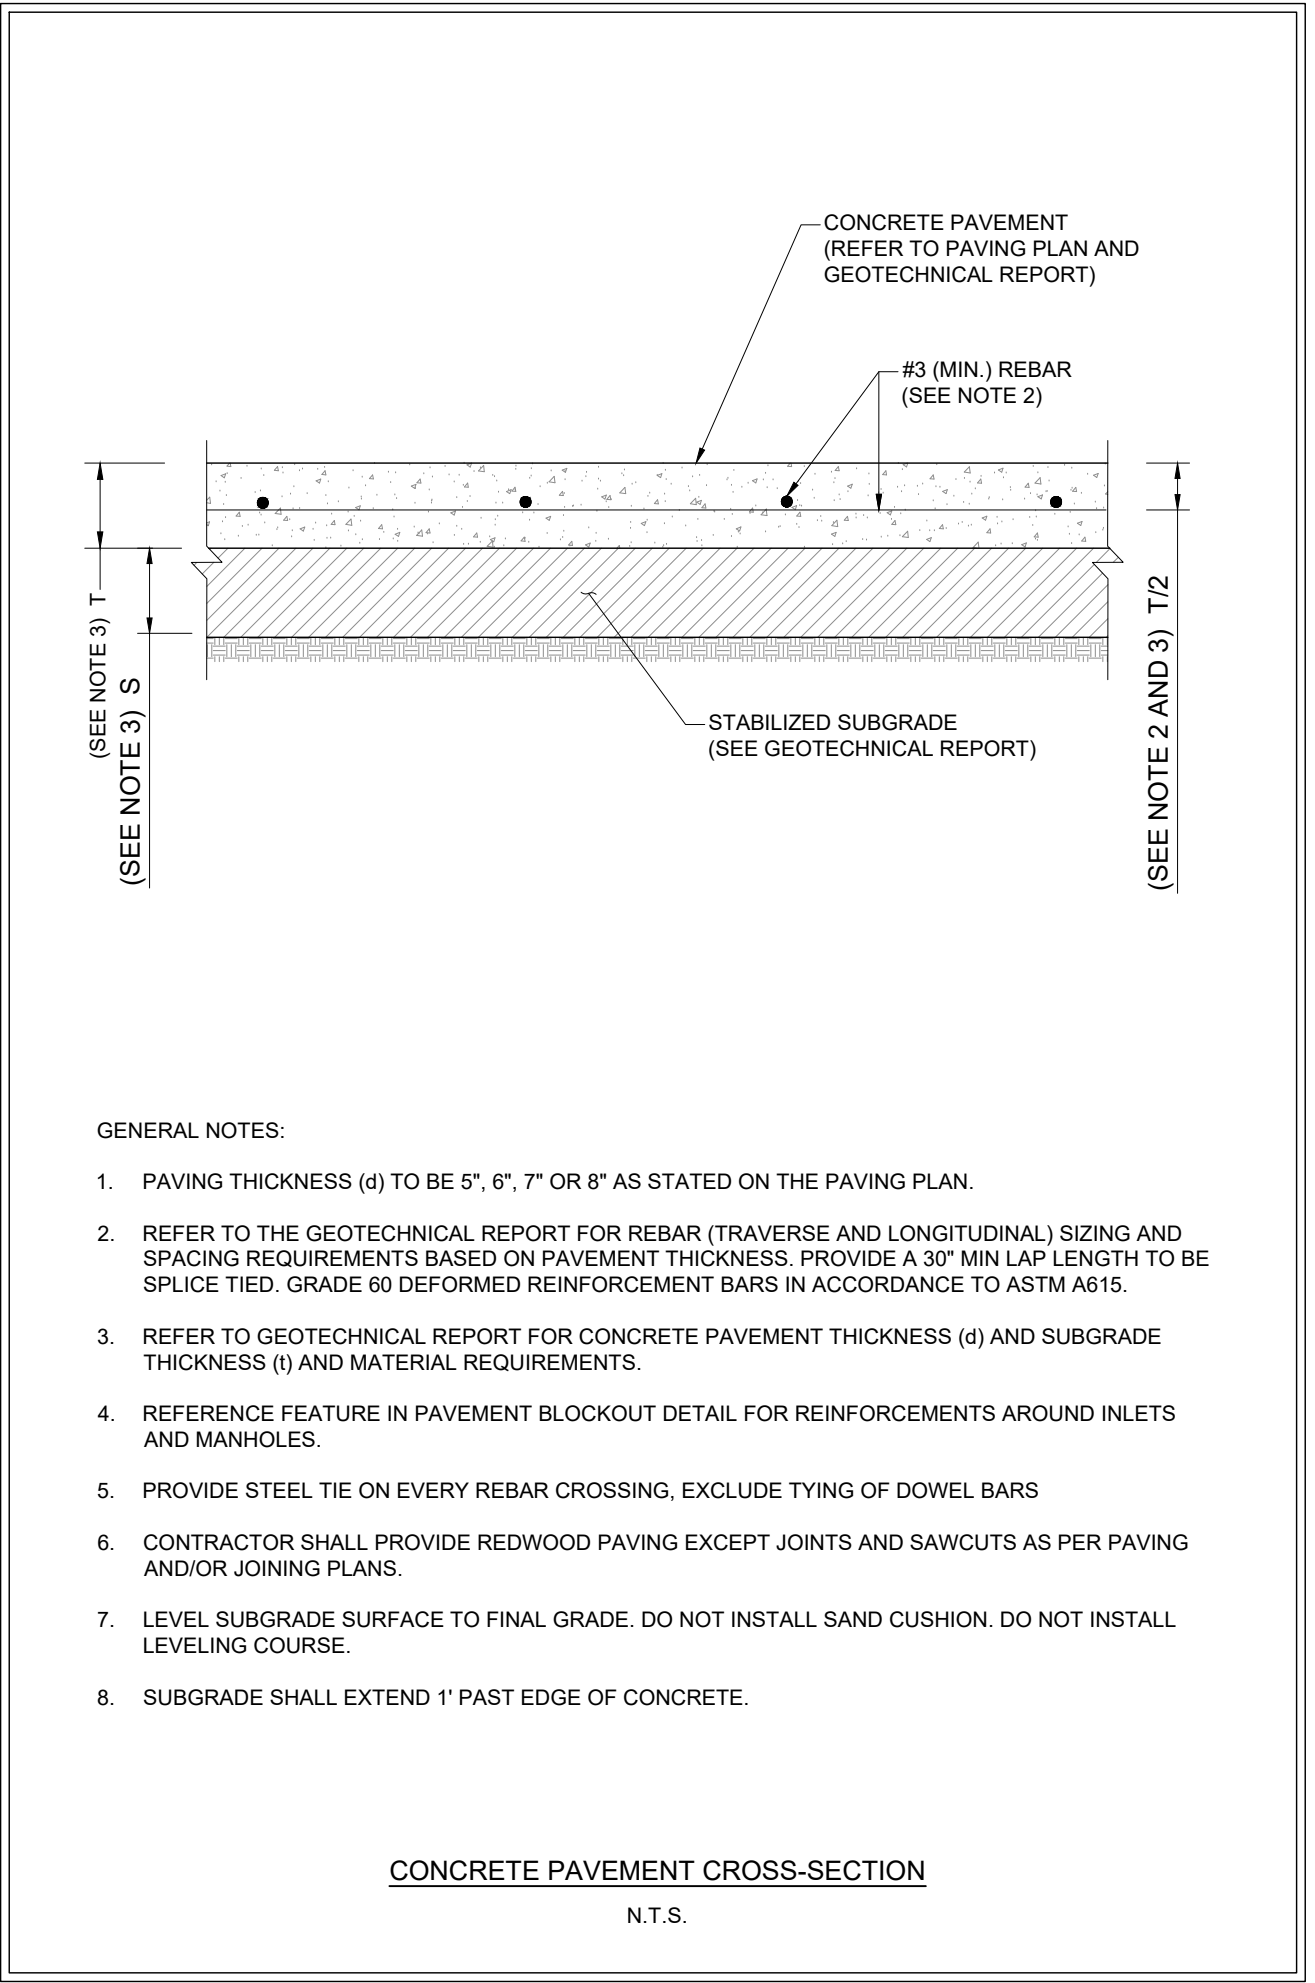 CONCRETE PAVEMENT
(REFER TO PAVING PLAN AND
GEOTECHNICAL REPORT)
#3 (MIN.) REBAR
(SEE NOTE 2)
(SEE NOTE 3) T
(SEE NOTE 3) S
(SEE NOTE 2 AND 3) T/2
STABILIZED SUBGRADE
(SEE GEOTECHNICAL REPORT)
GENERAL NOTES:
1. PAVING THICKNESS (d) TO BE 5", 6", 7" OR 8" AS STATED ON THE PAVING PLAN.
2. REFER TO THE GEOTECHNICAL REPORT FOR REBAR (TRAVERSE AND LONGITUDINAL) SIZING AND
SPACING REQUIREMENTS BASED ON PAVEMENT THICKNESS. PROVIDE A 30" MIN LAP LENGTH TO BE
SPLICE TIED. GRADE 60 DEFORMED REINFORCEMENT BARS IN ACCORDANCE TO ASTM A615.
3. REFER TO GEOTECHNICAL REPORT FOR CONCRETE PAVEMENT THICKNESS (d) AND SUBGRADE
THICKNESS (t) AND MATERIAL REQUIREMENTS.
4. REFERENCE FEATURE IN PAVEMENT BLOCKOUT DETAIL FOR REINFORCEMENTS AROUND INLETS
AND MANHOLES.
5. PROVIDE STEEL TIE ON EVERY REBAR CROSSING, EXCLUDE TYING OF DOWEL BARS
6. CONTRACTOR SHALL PROVIDE REDWOOD PAVING EXCEPT JOINTS AND SAWCUTS AS PER PAVING
AND/OR JOINING PLANS.
7. LEVEL SUBGRADE SURFACE TO FINAL GRADE. DO NOT INSTALL SAND CUSHION. DO NOT INSTALL
LEVELING COURSE.
8. SUBGRADE SHALL EXTEND 1' PAST EDGE OF CONCRETE.
CONCRETE PAVEMENT CROSS-SECTION
N.T.S.